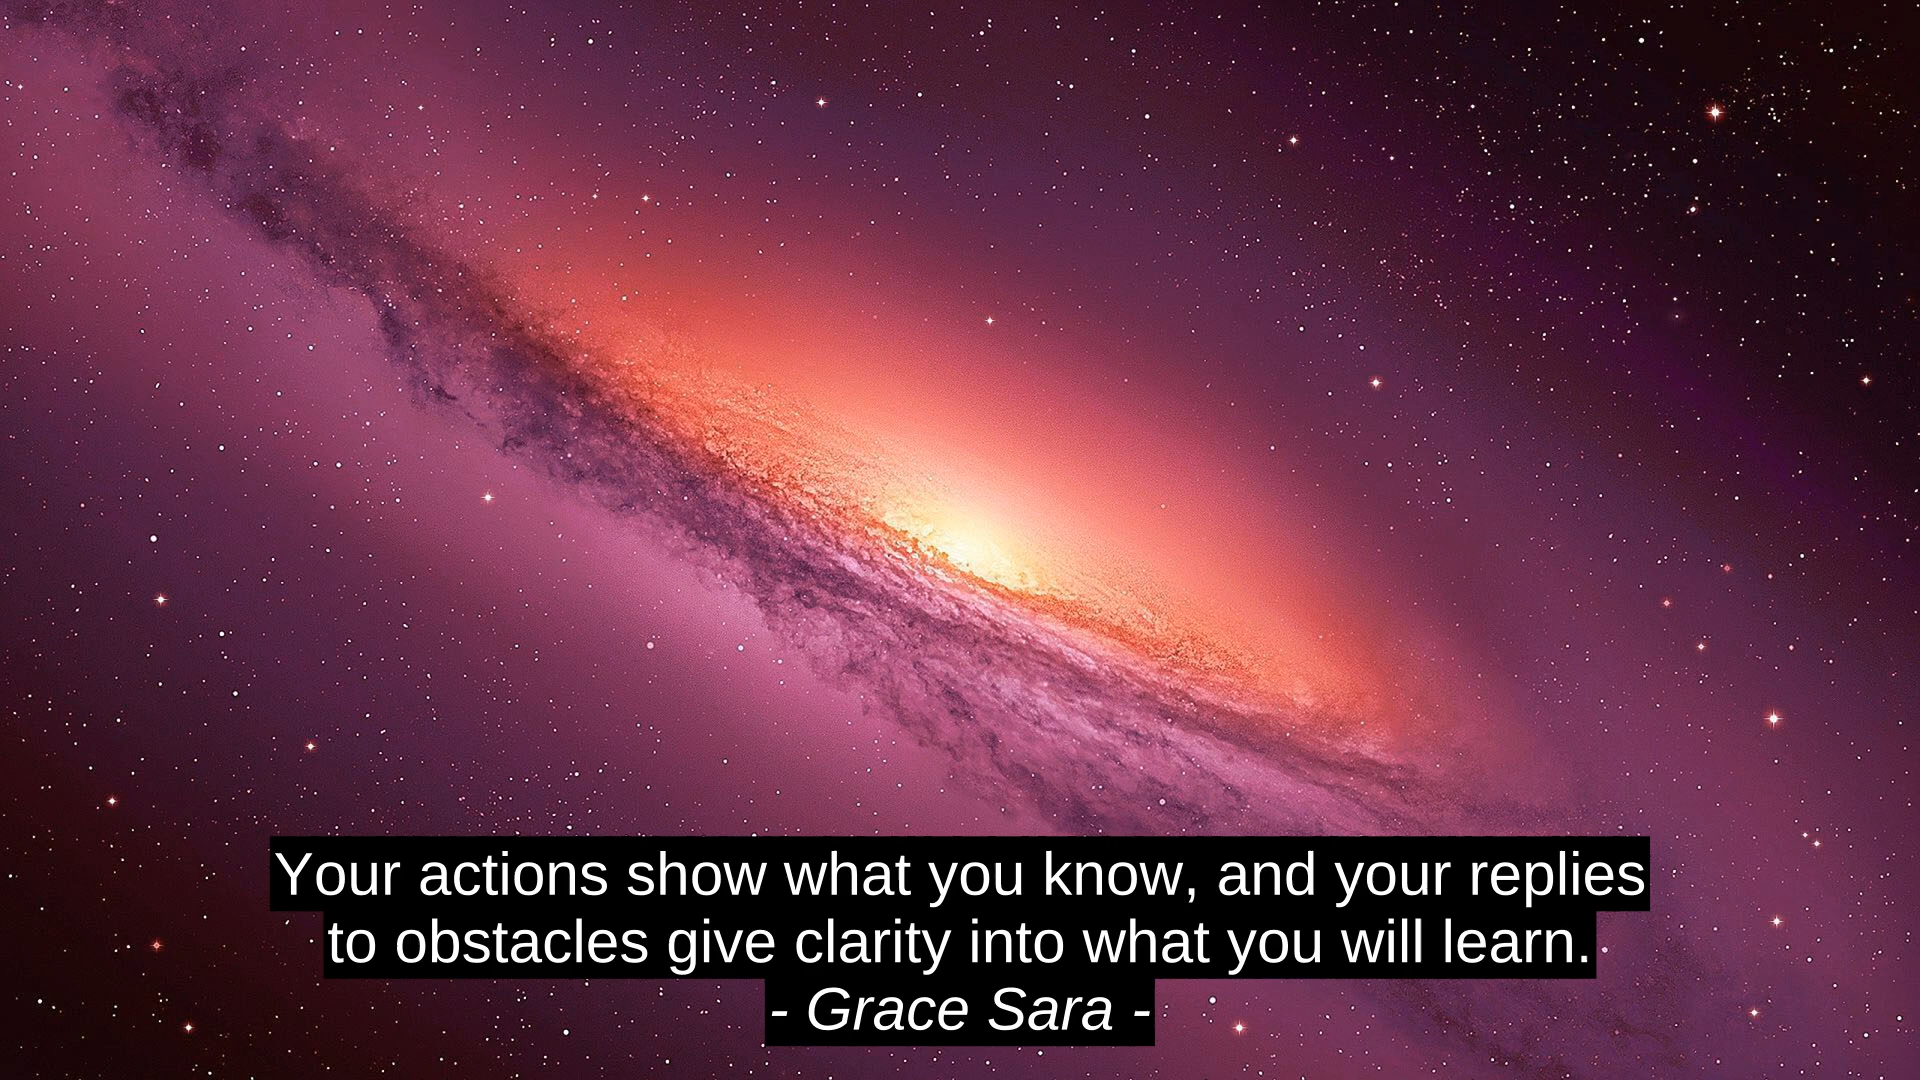 Your actions show what you know, and your replies
to obstacles give clarity into what you will learn.
- Grace Sara -